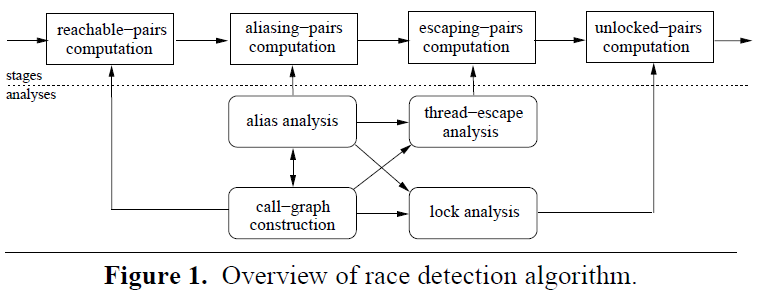 reachable−pairs
computation
aliasing−pairs
computation
escaping−pairs
computation
unlocked−pairs
computation
stages
analyses
alias analysis
thread−escape
analysis
call−graph
construction
lock analysis
Figure 1. Overview of race detection algorithm.